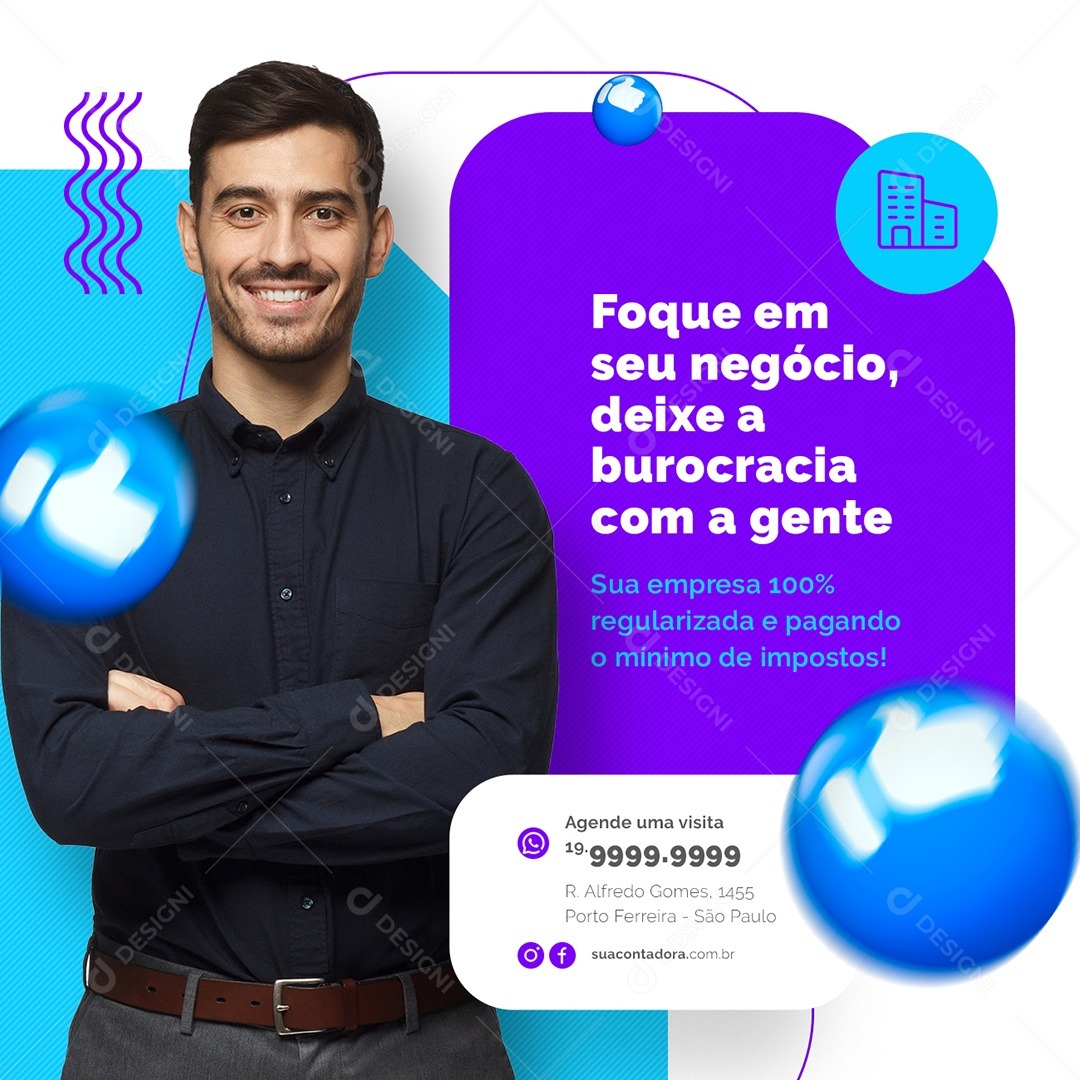 Foque em
seu negócio,
deixe a
burocracia
com a gente
Sua empresa 100%
regularizada e pagando
o mínimo de impostos!
Agende uma visita
19.9999.9999
R. Alfredo Gomes, 1455
Porto Ferreira - São Paulo
suacontadora.com.br
DESIGNI